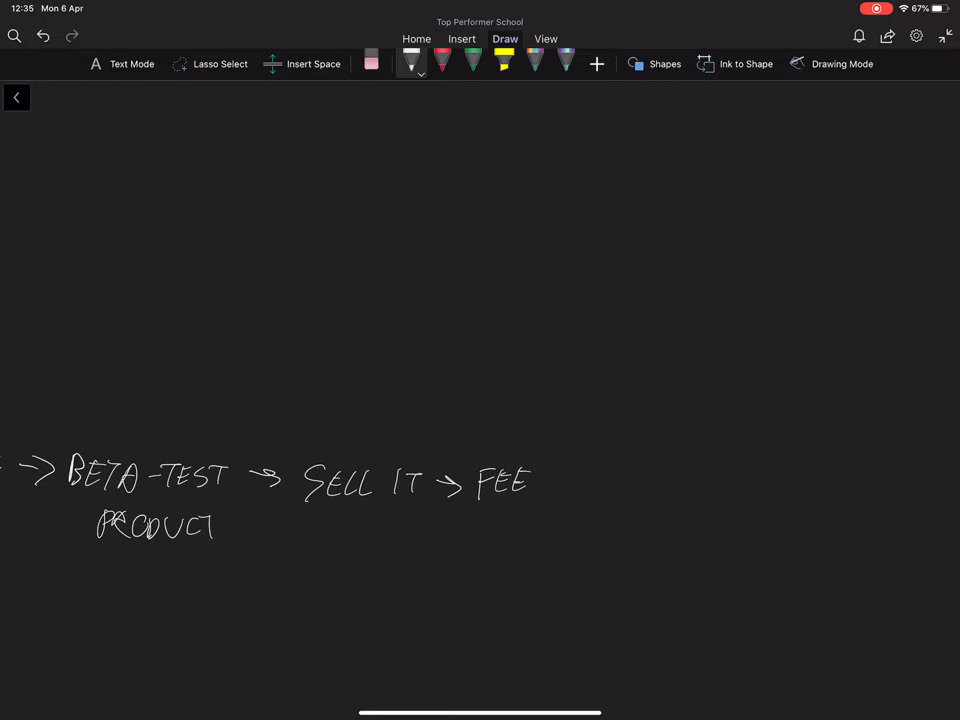 12:35 Mon 6 Apr
67%
Top Performer School
Home Insert Draw View
A Text Mode Lasso Select Insert Space Shapes Ink to Shape Drawing Mode
→ BETA-TEST → SELL IT → FEE
PRODUCT